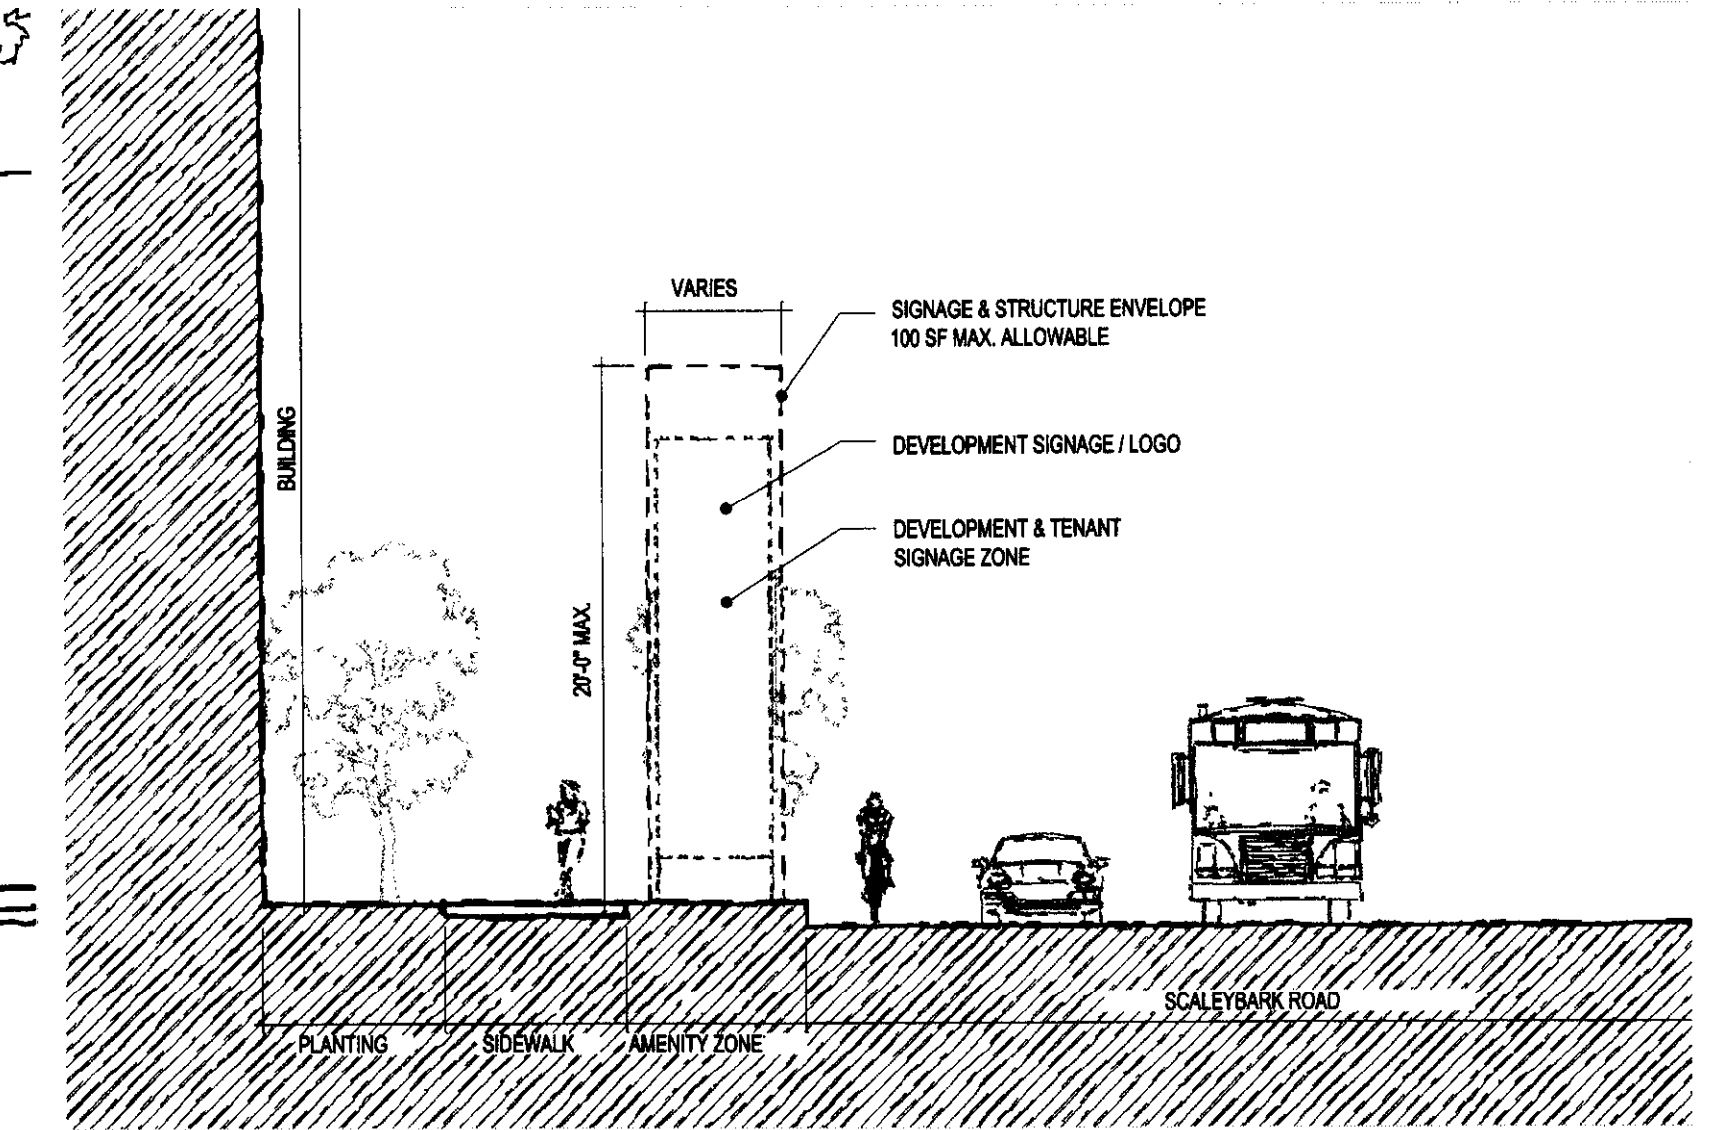 VARIES
SIGNAGE & STRUCTURE ENVELOPE
100 SF MAX. ALLOWABLE
BUILDING
DEVELOPMENT SIGNAGE / LOGO
DEVELOPMENT & TENANT
SIGNAGE ZONE
20'-0" MAX.
SCALEYBARK ROAD
PLANTING
SIDEWALK
AMENITY ZONE